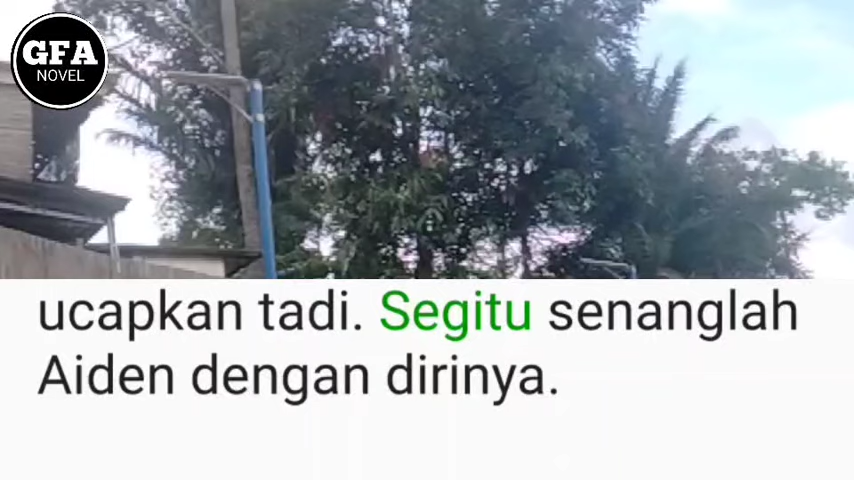 GFA
NOVEL
ucapkan tadi. Segitu senanglah
Aiden dengan dirinya.